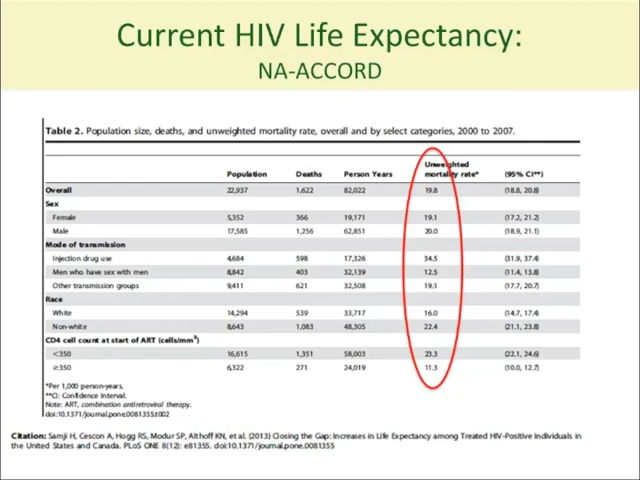 Current HIV Life Expectancy:
NA-ACCORD
Table 2. Population size, deaths, and unweighted mortality rate, overall and by select categories, 2000 to 2007.
Population Deaths Person Years Unweighted mortality rate* (95% CI**)
Overall 22,937 1,622 82,022 19.8 (18.8, 20.8)
Sex
Female 5,352 366 19,171 19.1 (17.2, 21.2)
Male 17,585 1,256 62,851 20.0 (18.9, 21.1)
Mode of transmission
Injection drug use 4,684 598 17,326 34.5 (31.9, 37.4)
Men who have sex with men 8,842 403 32,139 12.5 (11.4, 13.8)
Other transmission groups 9,411 621 32,508 19.1 (17.7, 20.7)
Race
White 14,294 539 33,717 16.0 (14.7, 17.4)
Non-white 8,643 1,083 48,305 22.4 (21.1, 23.8)
CD4 cell count at start of ART (cells/mm³)
<350 16,615 1,351 58,003 23.3 (22.1, 24.6)
≥350 6,322 271 24,019 11.3 (10.0, 12.7)
*Per 1,000 person-years.
**CI: Confidence Interval.
Note: ART, combination antiretroviral therapy.
doi:10.1371/journal.pone.0081355.t002
Citation: Samji H, Cescon A, Hogg RS, Modur SP, Althoff KN, et al. (2013) Closing the Gap: Increases in Life Expectancy among Treated HIV-Positive Individuals in
the United States and Canada. PLoS ONE 8(12): e81355. doi:10.1371/journal.pone.0081355